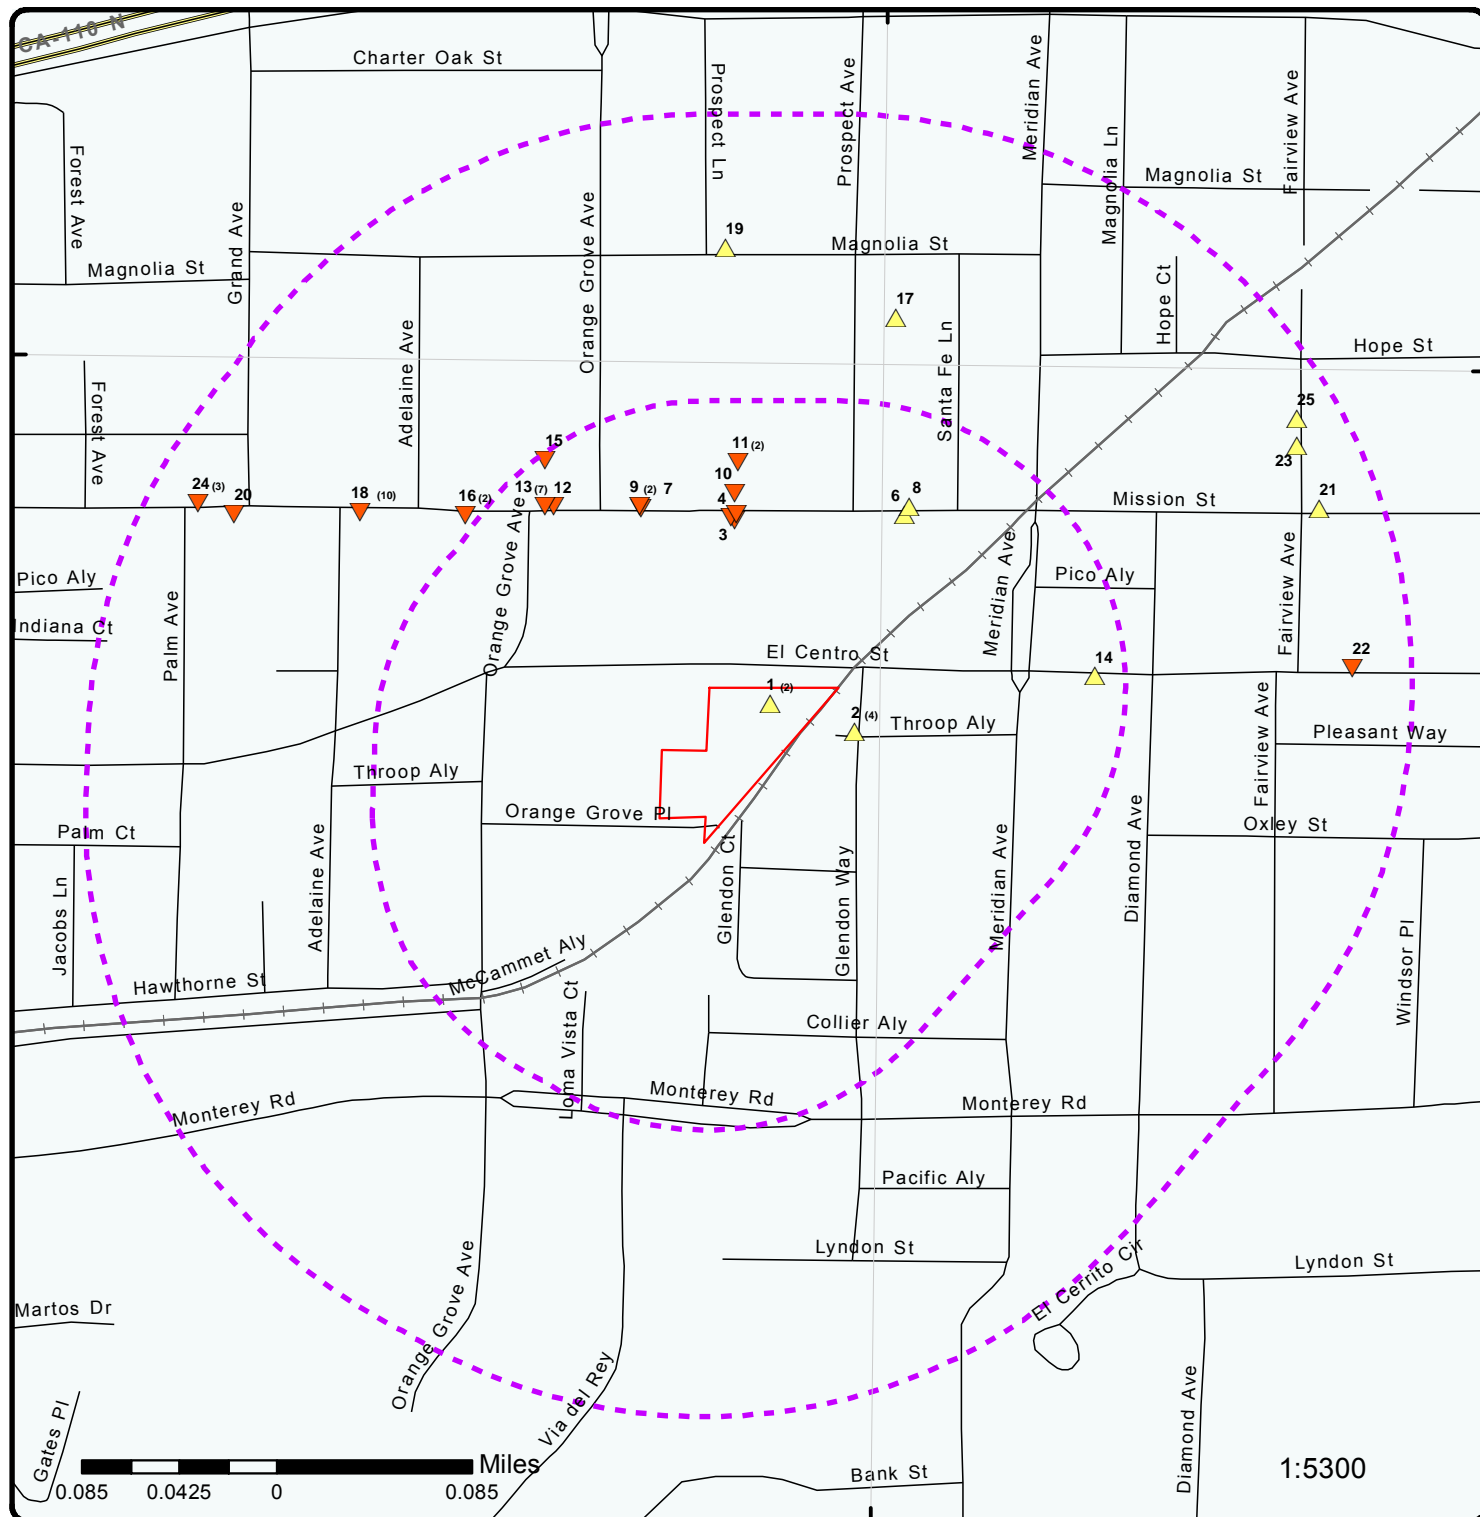 CA-110 N
Charter Oak St
Prospect Ln
Prospect Ave
Meridian Ave
Magnolia Ln
Fairview Ave
Forest Ave
Grand Ave
Orange Grove Ave
Magnolia St
19
Magnolia St
Magnolia St
17
Hope Ct
Hope St
Adelaine Ave
Santa Fe Ln
Forest Ave
25
23
15
11 (2)
10
24 (3)
20
18 (10)
16 (2)
13 (7)
12
9 (2)
7
4
3
6
8
Mission St
21
Pico Aly
Indiana Ct
Palm Ave
Orange Grove Ave
Meridian Ave
Pico Aly
Fairview Ave
El Centro St
14
22
1 (2)
2 (4)
Throop Aly
Pleasant Way
Throop Aly
Fairview Ave
Orange Grove Pl
Palm Ct
Oxley St
Jacobs Ln
Adelaine Ave
Glendon Ct
Glendon Way
Meridian Ave
Diamond Ave
Windsor Pl
Hawthorne St
McCammet Aly
Loma Vista Ct
Collier Aly
Monterey Rd
Monterey Rd
Monterey Rd
Pacific Aly
Lyndon St
El Cerrito Cir
Lyndon St
Martos Dr
Orange Grove Ave
Via del Rey
Diamond Ave
Gates Pl
Miles
0.085
0.0425
0
0.085
Bank St
1:5300